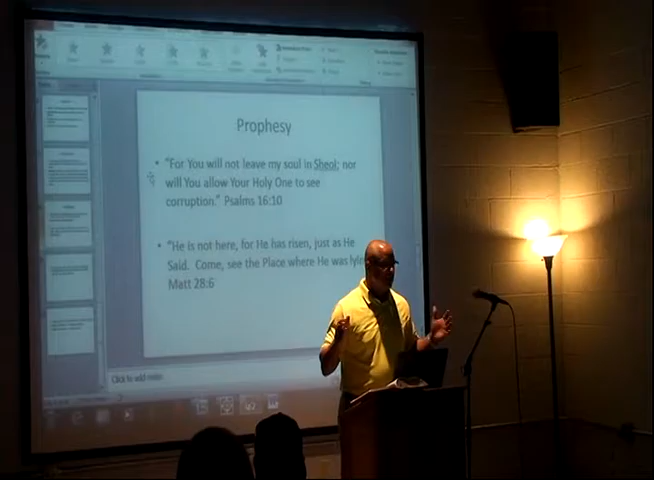 Prophesy
• "For You will not leave my soul in Sheol; nor
will You allow Your Holy One to see
corruption." Psalms 16:10
• "He is not here, for He has risen, just as He
Said. Come, see the Place where He was lyin
Matt 28:6
Click to add notes